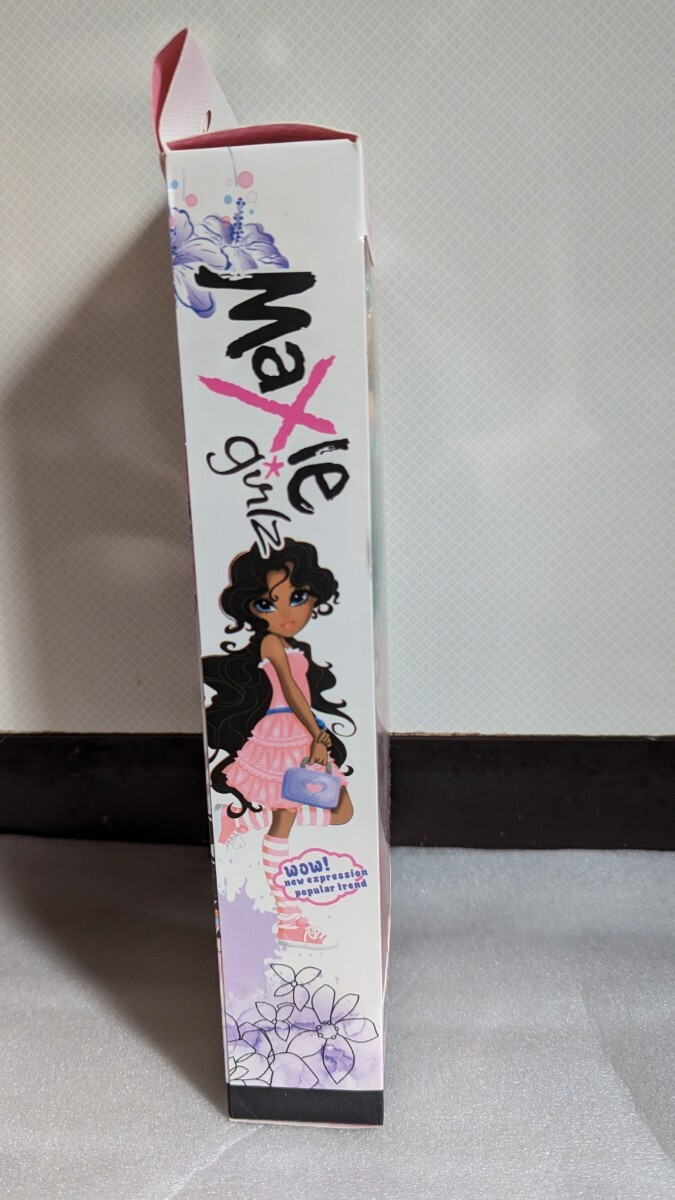 Maxie
girlz
WOW!
new expression
popular trend